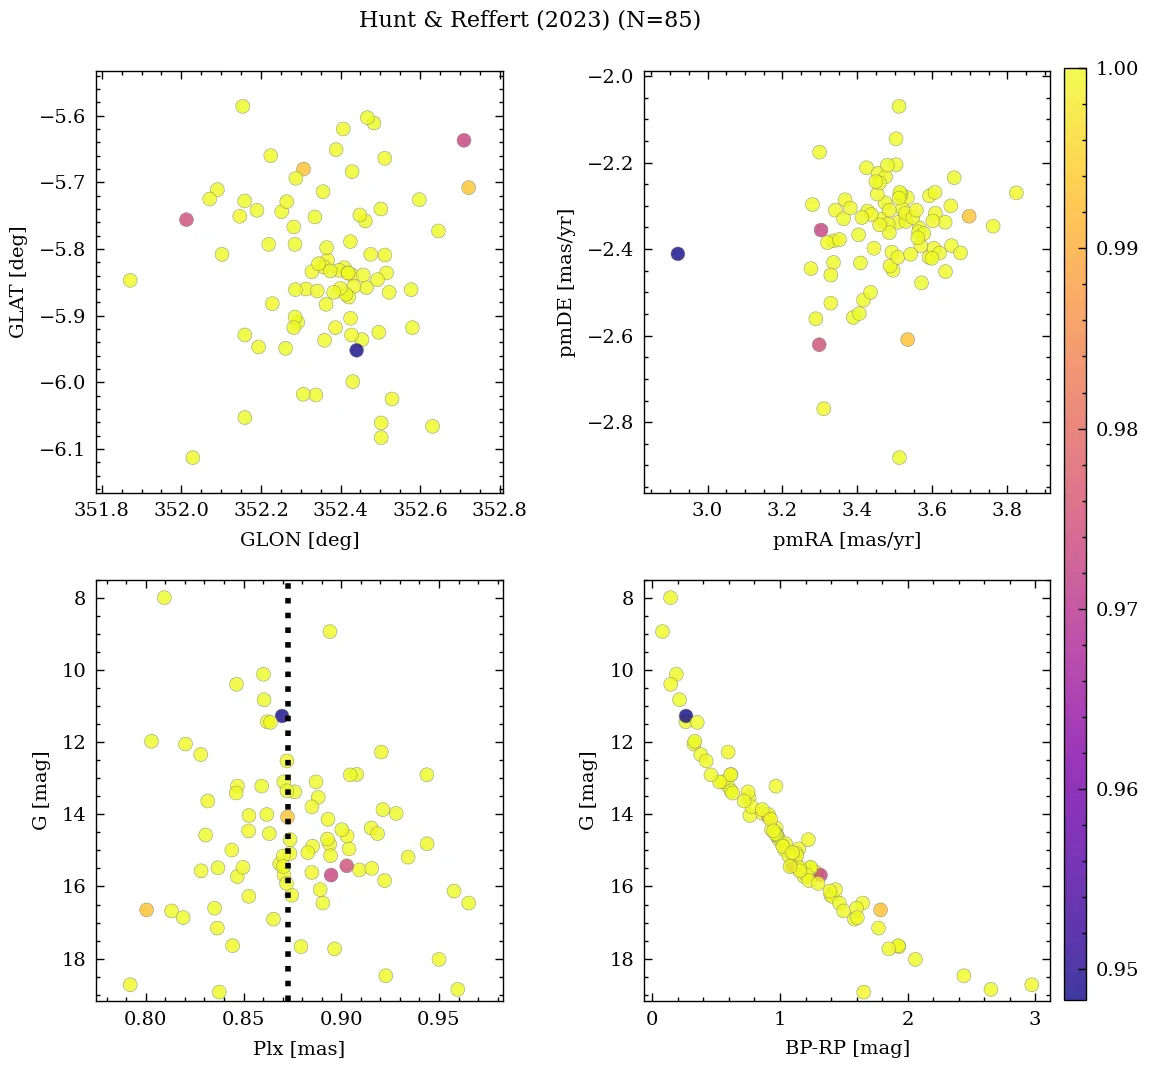 Hunt & Reffert (2023) (N=85)
−5.6
−5.7
−5.8
−5.9
−6.0
−6.1
GLAT [deg]
351.8 352.0 352.2 352.4 352.6 352.8
GLON [deg]
−2.0
−2.2
−2.4
−2.6
−2.8
pmDE [mas/yr]
3.0 3.2 3.4 3.6 3.8
pmRA [mas/yr]
8
10
12
14
16
18
G [mag]
0.80 0.85 0.90 0.95
Plx [mas]
8
10
12
14
16
18
G [mag]
0 1 2 3
BP-RP [mag]
1.00
0.99
0.98
0.97
0.96
0.95